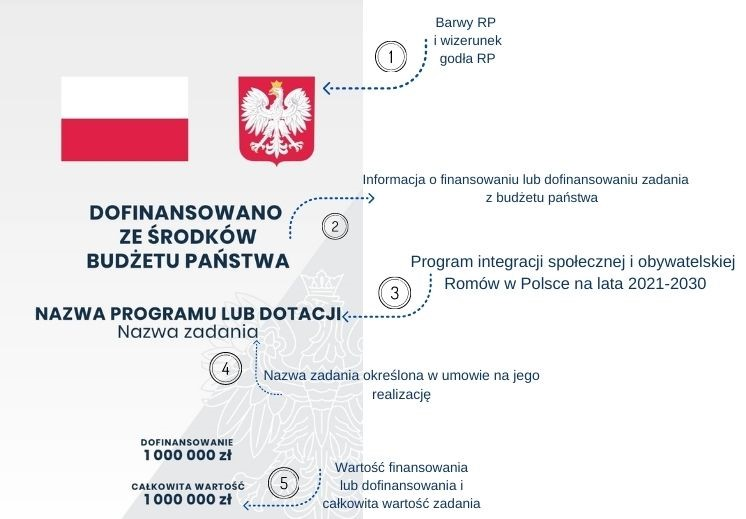 Barwy RP
i wizerunek
godła RP
1
Informacja o finansowaniu lub dofinansowaniu zadania
z budżetu państwa
DOFINANSOWANO
ZE ŚRODKÓW
BUDŻETU PAŃSTWA
2
Program integracji społecznej i obywatelskiej
Romów w Polsce na lata 2021-2030
3
NAZWA PROGRAMU LUB DOTACJI
Nazwa zadania
4
Nazwa zadania określona w umowie na jego
realizację
DOFINANSOWANIE
1 000 000 zł
CAŁKOWITA WARTOŚĆ
1 000 000 zł
5
Wartość finansowania
lub dofinansowania i
całkowita wartość zadania